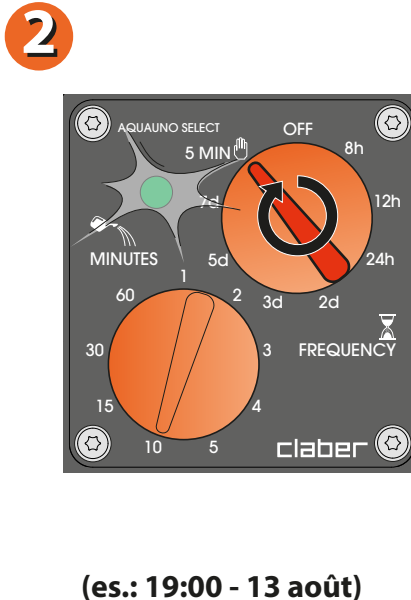 2
AQUAUNO SELECT
OFF
5 MIN
8h
7d
12h
MINUTES
5d
24h
1
60
2
3d
2d
30
3
FREQUENCY
15
4
10
5
claber
(es.: 19:00 - 13 août)